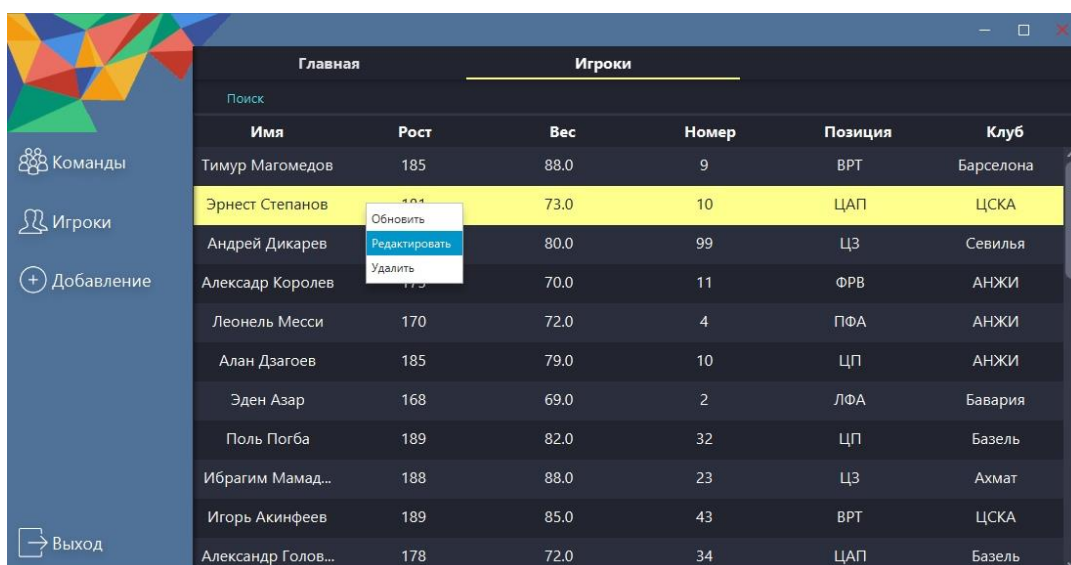 Главная Игроки
Поиск
Имя Рост Вес Номер Позиция Клуб
Тимур Магомедов 185 88.0 9 ВРТ Барселона
Эрнест Степанов 73.0 10 ЦАП ЦСКА
Андрей Дикарев 80.0 99 ЦЗ Севилья
Алексадр Королев 70.0 11 ФРВ АНЖИ
Леонель Месси 170 72.0 4 ПФА АНЖИ
Алан Дзагоев 185 79.0 10 ЦП АНЖИ
Эден Азар 168 69.0 2 ЛФА Бавария
Поль Погба 189 82.0 32 ЦП Базель
Ибрагим Мамад... 188 88.0 23 ЦЗ Ахмат
Игорь Акинфеев 189 85.0 43 ВРТ ЦСКА
Александр Голов... 178 72.0 34 ЦАП Базель
Обновить
Редактировать
Удалить
Команды
Игроки
Добавление
Выход